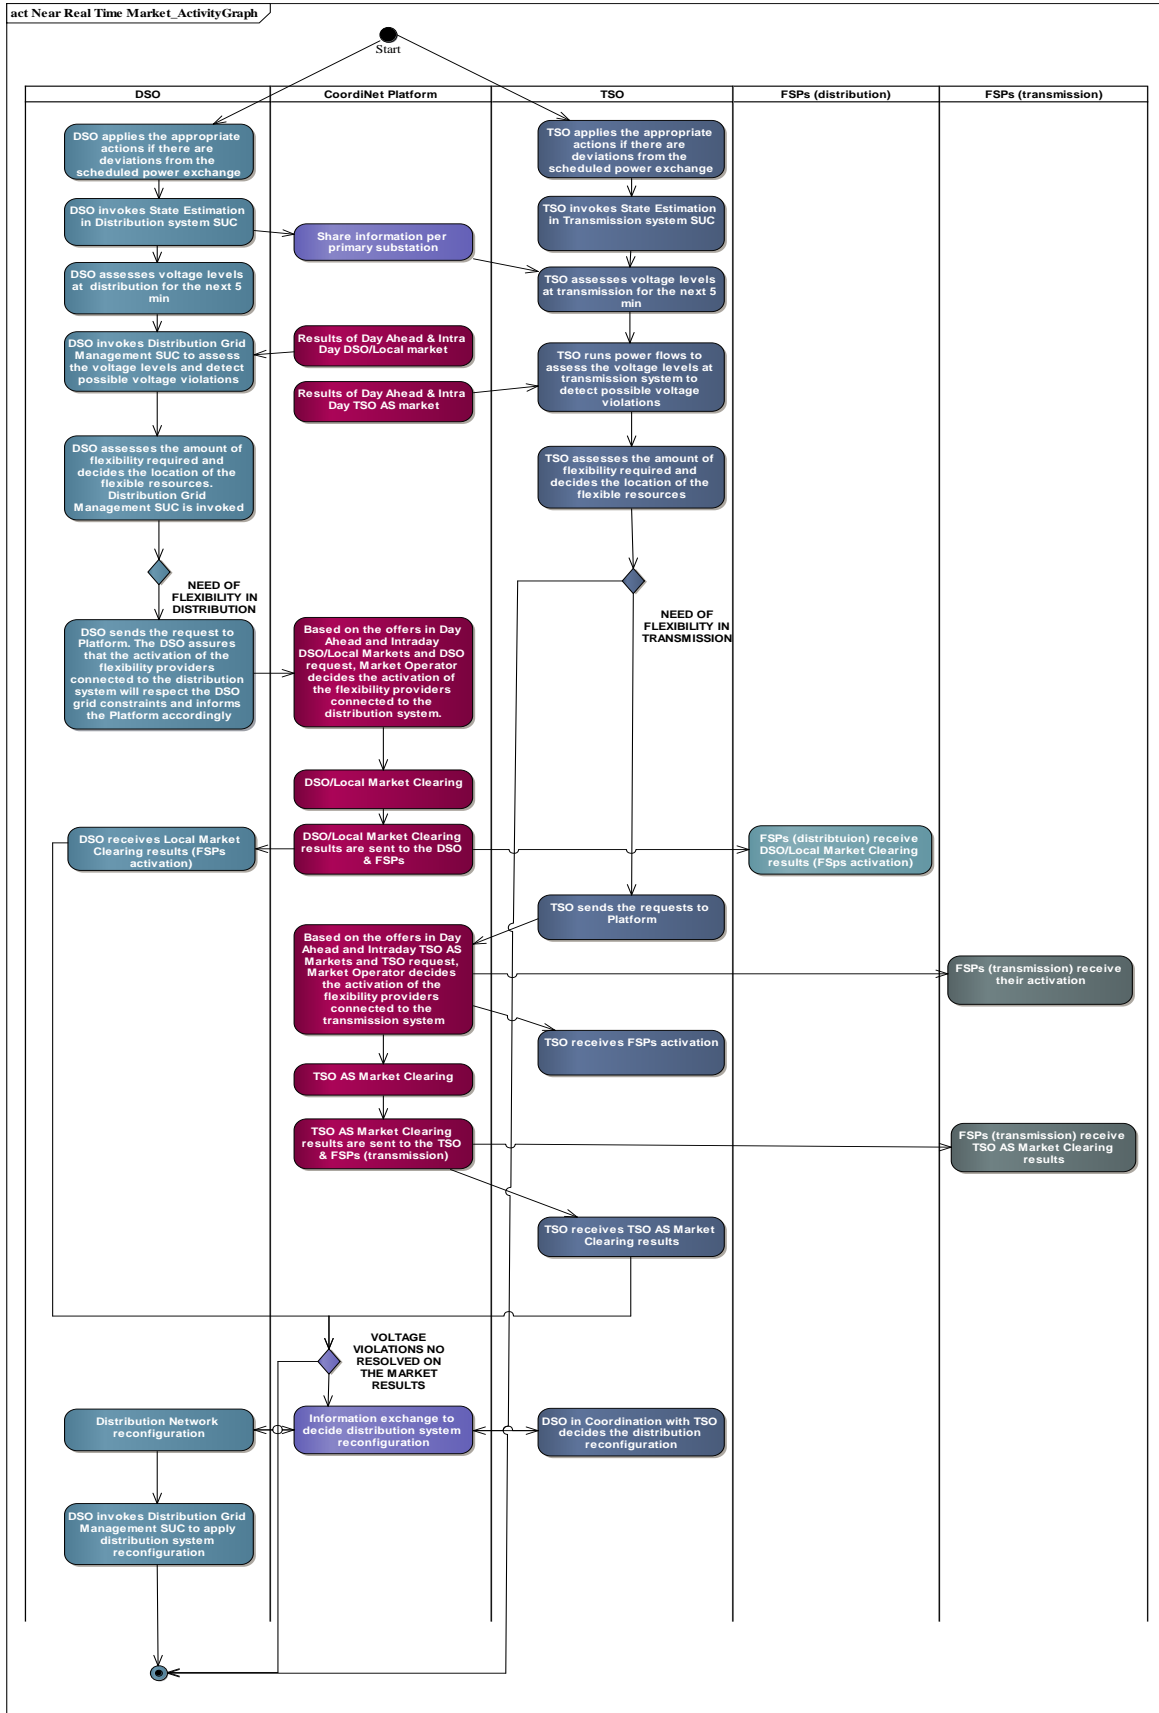 act Near Real Time Market_ActivityGraph
Start
DSO
CoordiNet Platform
TSO
FSPs (distribution)
FSPs (transmission)
DSO applies the appropriate
actions if there are
deviations from the
scheduled power exchange
TSO applies the appropriate
actions if there are
deviations from the
scheduled power exchange
DSO invokes State Estimation
in Distribution system SUC
TSO invokes State Estimation
in Transmission system SUC
Share information per
primary substation
DSO assesses voltage levels
at distribution for the next 5
min
TSO assesses voltage levels
at transmission for the next 5
min
DSO invokes Distribution Grid
Management SUC to assess
the voltage levels and detect
possible voltage violations
Results of Day Ahead & Intra
Day DSO/Local market
TSO runs power flows to
assess the voltage levels at
transmission system to
detect possible voltage
violations
Results of Day Ahead & Intra
Day TSO AS market
DSO assesses the amount of
flexibility required and
decides the location of the
flexible resources.
Distribution Grid
Management SUC is invoked
TSO assesses the amount of
flexibility required and
decides the location of the
flexible resources
NEED OF
FLEXIBILITY IN
DISTRIBUTION
NEED OF
FLEXIBILITY IN
TRANSMISSION
DSO sends the request to
Platform. The DSO assures
that the activation of the
flexibility providers
connected to the distribution
system will respect the DSO
grid constraints and informs
the Platform accordingly
Based on the offers in Day
Ahead and Intraday
DSO/Local Markets and DSO
request, Market Operator
decides the activation of
the flexibility providers
connected to the
distribution system.
DSO/Local Market Clearing
DSO receives Local Market
Clearing results (FSPs
activation)
DSO/Local Market Clearing
results are sent to the DSO
& FSPs
FSPs (distribtuion) receive
DSO/Local Market Clearing
results (FSps activation)
TSO sends the requests to
Platform
Based on the offers in Day
Ahead and Intraday TSO AS
Markets and TSO request,
Market Operator decides
the activation of the
flexibility providers
connected to the
transmission system
FSPs (transmission) receive
their activation
TSO receives FSPs activation
TSO AS Market Clearing
TSO AS Market Clearing
results are sent to the TSO
& FSPs (transmission)
FSPs (transmission) receive
TSO AS Market Clearing
results
TSO receives TSO AS Market
Clearing results
VOLTAGE
VIOLATIONS NO
RESOLVED ON
THE MARKET
RESULTS
Distribution Network
reconfiguration
Information exchange to
decide distribution system
reconfiguration
DSO in Coordination with TSO
decides the distribution
reconfiguration
DSO invokes Distribution Grid
Management SUC to apply
distribution system
reconfiguration